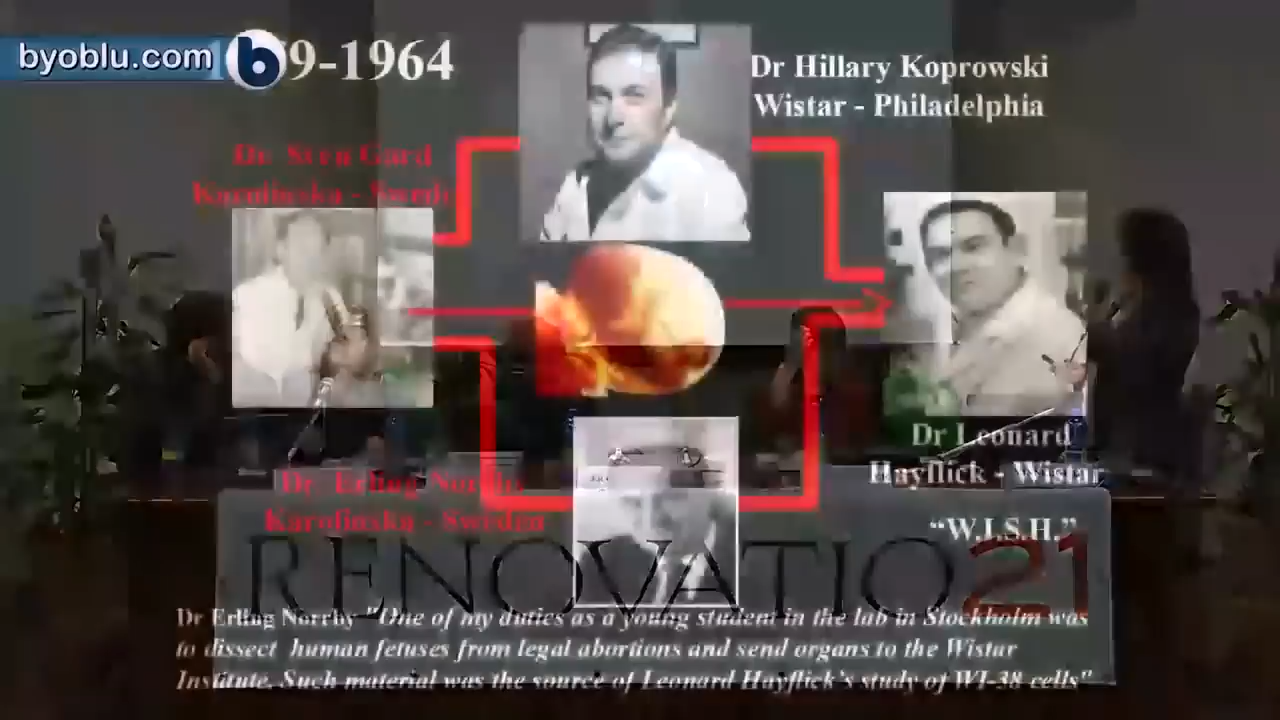 byoblu.com b
9-1964
Dr Hillary Koprowski
Wistar - Philadelphia
Dr. Sven Gard
Karolinska -
Dr Leonard
Hayflick - Wistar
Dr. Erling
Karolinska - Sweden
"W.I.S.H."
RENOVATIO 21
Dr Erling Norrby "One of my duties as a young student in the lab in Stockholm was
to dissect human fetuses from legal abortions and send organs to the Wistar
Institute. Such material was the source of Leonard Hayflick's study of WI-38 cells"